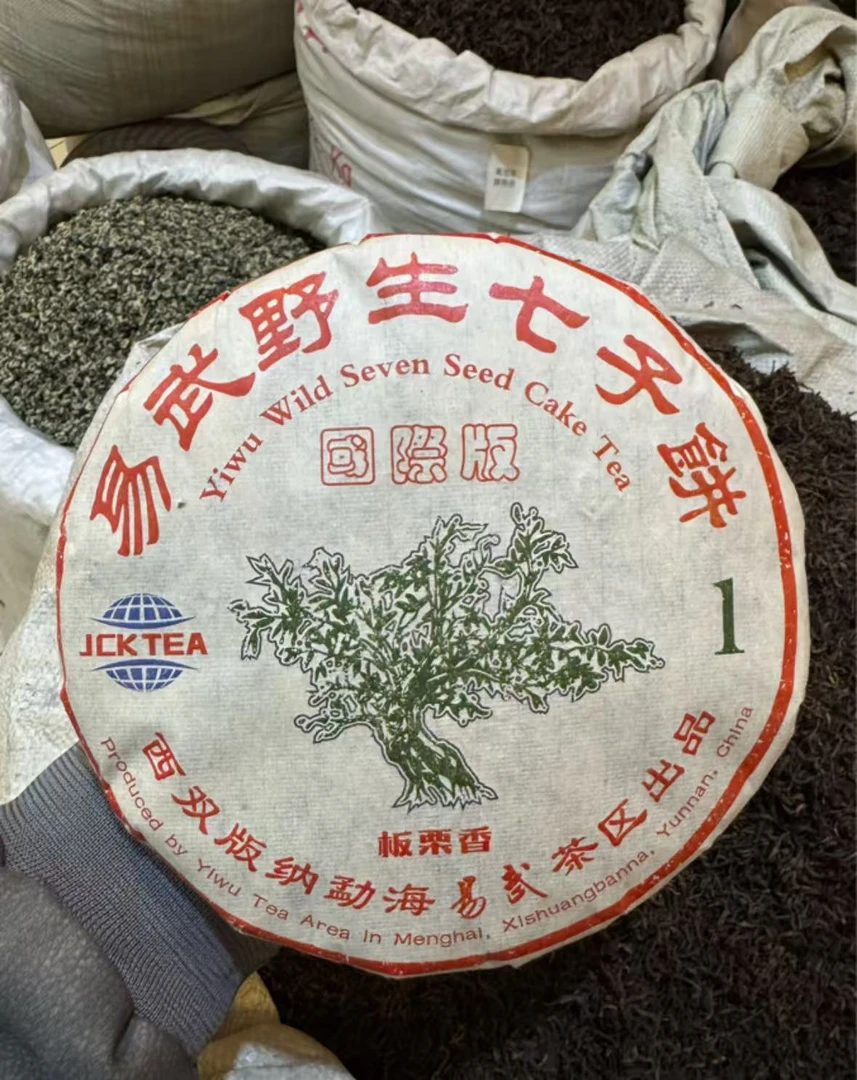 易武野生七子餅
Yiwu Wild Seven Seed Cake Tea
國際版
1
JCKTEA
板栗香
西双版纳勐海易武茶区出品
Produced by Yiwu Tea Area in Menghai, Xishuangbanna, Yunnan, China
Kg